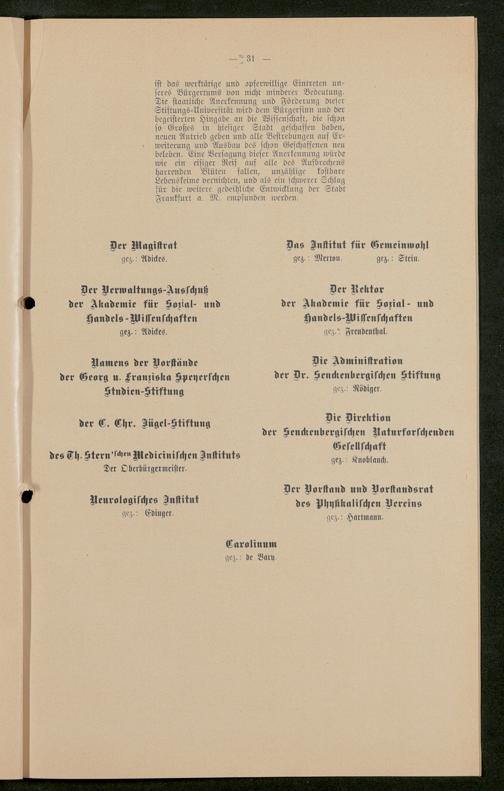 — 31 —
ist das werktätige und opferwillige Eintreten un-
seres Bürgertums von nicht minderer Bedeutung.
Die staatliche Anerkennung und Förderung dieser
Stiftungs-Universität wird dem Bürgersinn und der
begeisterten Hingabe an die Wissenschaft, die schon
so Großes in hiesiger Stadt geschaffen haben,
neuen Antrieb geben und alle Bestrebungen auf Er-
weiterung und Ausbau des schon Geschaffenen neu
beleben. Eine Versagung dieser Anerkennung würde
wie ein eisiger Reif auf alle des Aufbrechens
harrenden Blüten fallen, unzählige kostbare
Lebenskeime vernichten, und als ein schwerer Schlag
für die weitere gedeihliche Entwicklung der Stadt
Frankfurt a. M. empfunden werden.
Der Magistrat
gez.: Adickes.
Das Institut für Gemeinwohl
gez.: Merton. gez.: Stein.
Der Verwaltungs-Ausschuß
der Akademie für Sozial- und
Handels-Wissenschaften
gez.: Adickes.
Der Rektor
der Akademie für Sozial- und
Handels-Wissenschaften
gez.: Freudenthal.
Namens der Vorstände
der Georg u. Franziska Speyerschen
Studien-Stiftung
Die Administration
der Dr. Senckenbergischen Stiftung
gez.: Rödiger.
der C. Chr. Jügel-Stiftung
Die Direktion
der Senckenbergischen Naturforschenden
Gesellschaft
gez.: Knoblauch.
des Th. Stern'schen Medicinischen Instituts
Der Oberbürgermeister.
Neurologisches Institut
gez.: Edinger.
Der Vorstand und Vorstandsrat
des Physikalischen Vereins
gez.: Hartmann.
Carolinum
gez.: de Bary.